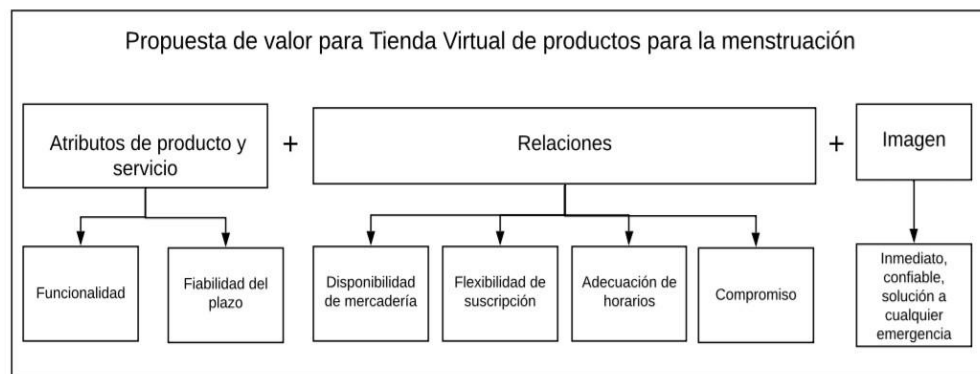 Propuesta de valor para Tienda Virtual de productos para la menstruación
Atributos de producto y
servicio
+
Relaciones
+
Imagen
Funcionalidad
Fiabilidad del
plazo
Disponibilidad
de mercadería
Flexibilidad de
suscripción
Adecuación de
horarios
Compromiso
Inmediato,
confiable,
solución a
cualquier
emergencia